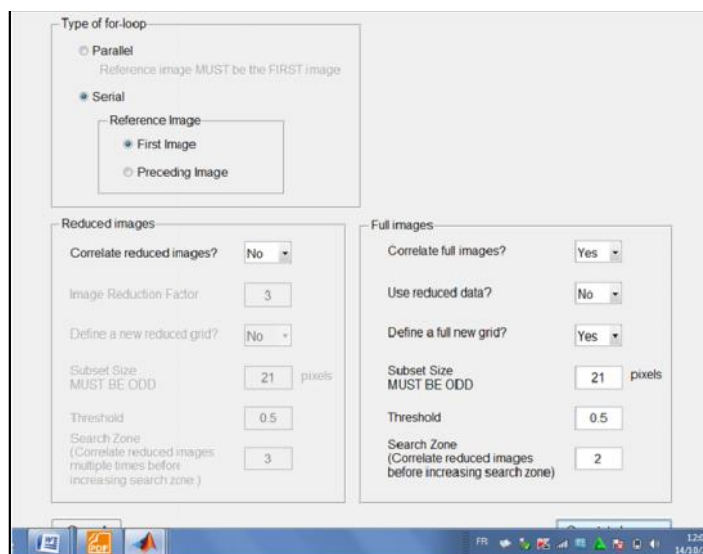 Type of for-loop
Parallel
Reference image MUST be the FIRST image
Serial
Reference Image
First Image
Preceding Image
Reduced images
Correlate reduced images?
No
Image Reduction Factor
3
Define a new reduced grid?
No
Subset Size
MUST BE ODD
21
pixels
Threshold
0.5
Search Zone
(Correlate reduced images
multiple times before
increasing search zone.)
3
Full images
Correlate full images?
Yes
Use reduced data?
No
Define a full new grid?
Yes
Subset Size
MUST BE ODD
21
pixels
Threshold
0.5
Search Zone
(Correlate reduced images
before increasing search zone)
2
PDF
FR